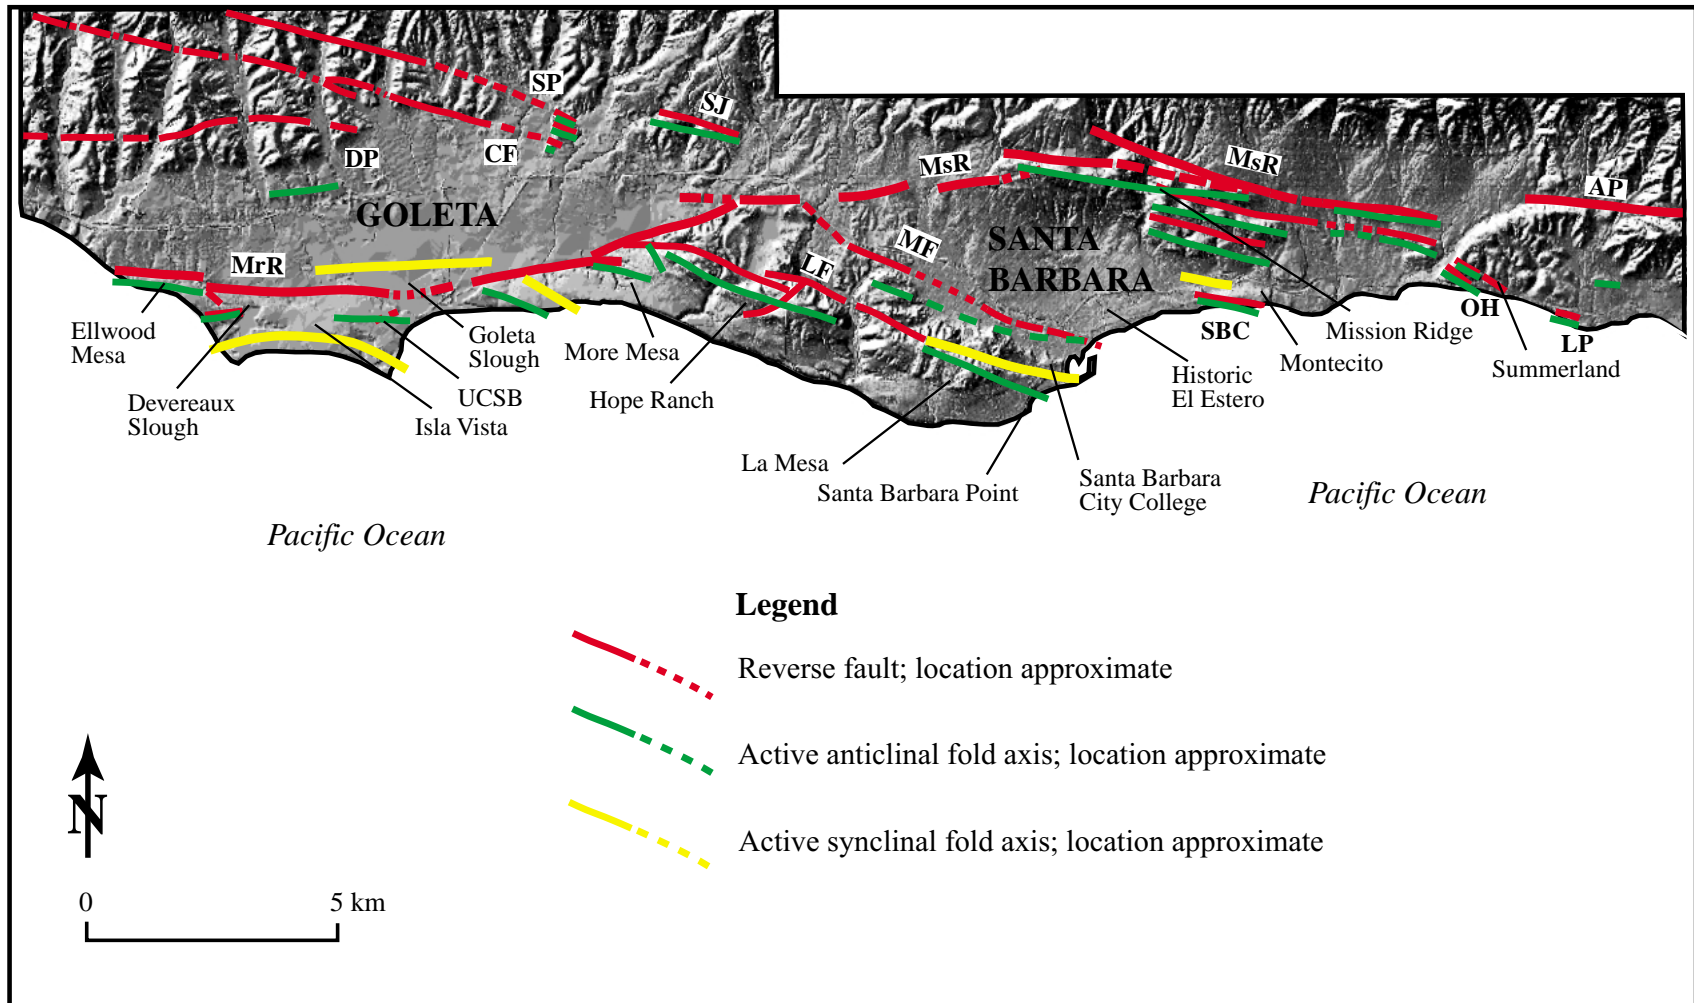 SP
SJ
DP
CF
MsR
MsR
AP
GOLETA
MF
SANTA
BARBARA
MrR
LF
Ellwood
Mesa
Goleta
Slough
More Mesa
SBC
Mission Ridge
OH
LP
Montecito
Summerland
Devereaux
Slough
UCSB
Isla Vista
Hope Ranch
Historic
El Estero
La Mesa
Santa Barbara Point
Santa Barbara
City College
Pacific Ocean
Pacific Ocean
Legend
Reverse fault; location approximate
Active anticlinal fold axis; location approximate
Active synclinal fold axis; location approximate
N
0 5 km